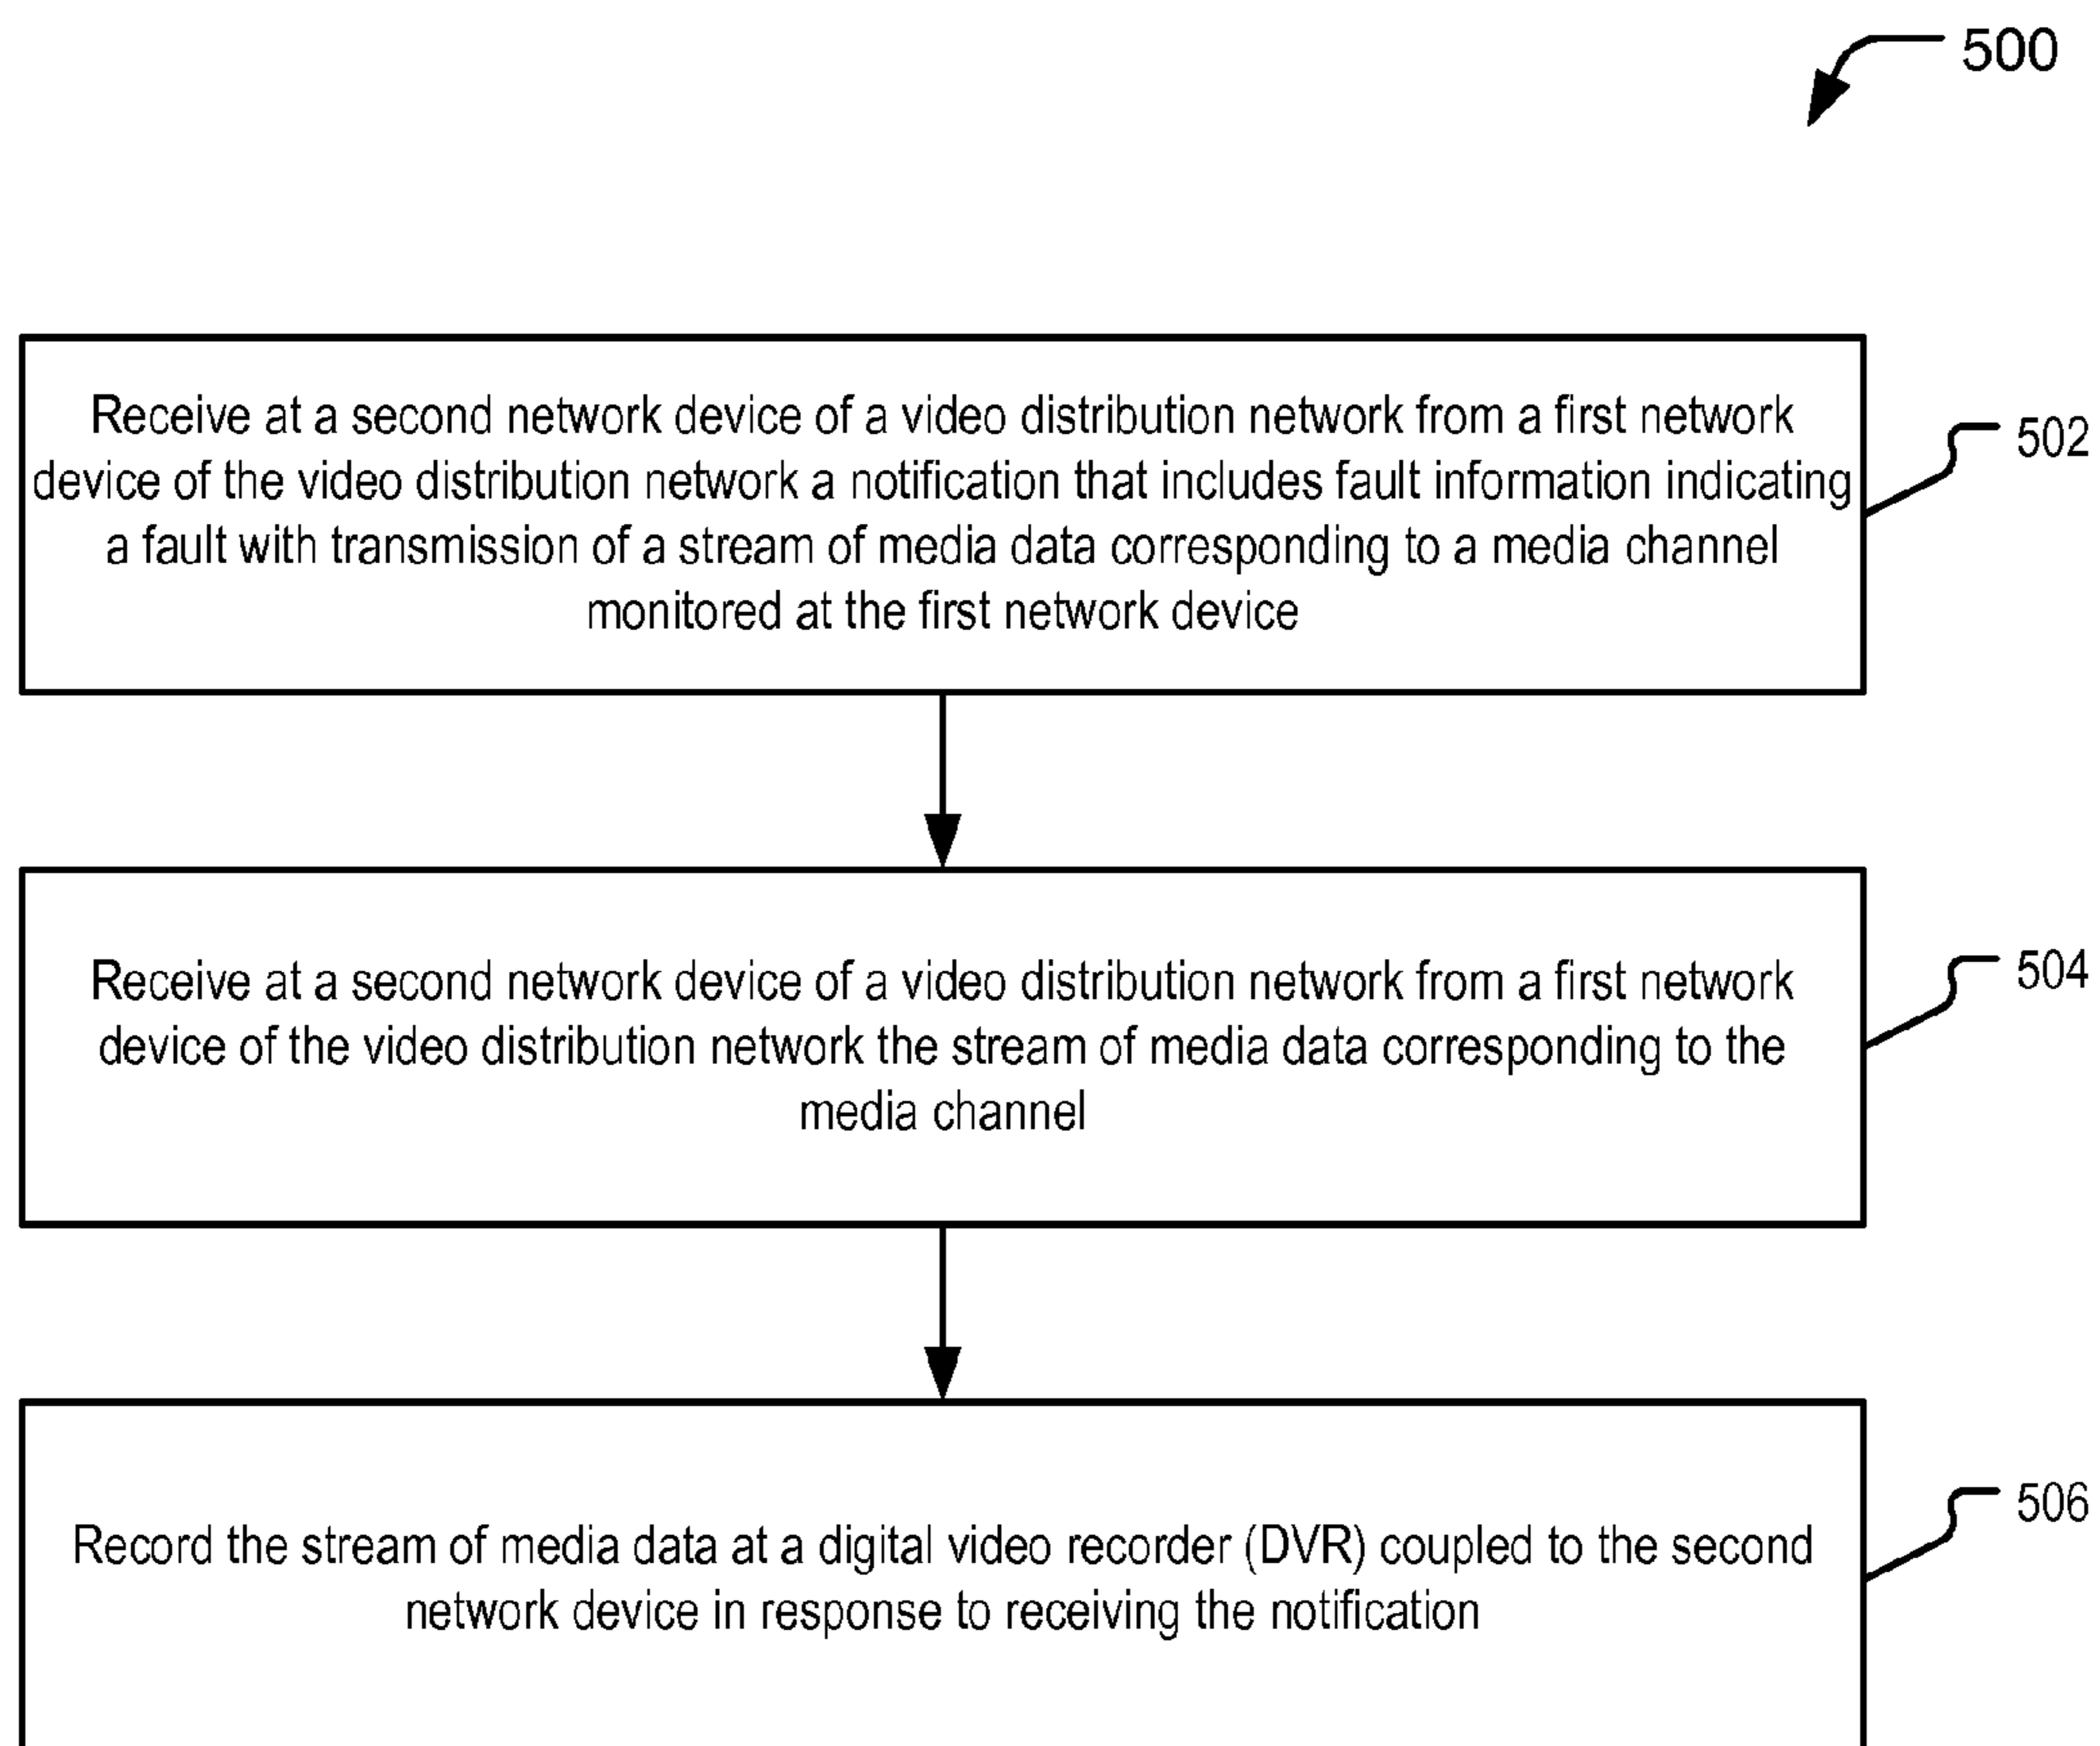 500
Receive at a second network device of a video distribution network from a first network
device of the video distribution network a notification that includes fault information indicating
a fault with transmission of a stream of media data corresponding to a media channel
monitored at the first network device
502
Receive at a second network device of a video distribution network from a first network
device of the video distribution network the stream of media data corresponding to the
media channel
504
Record the stream of media data at a digital video recorder (DVR) coupled to the second
network device in response to receiving the notification
506